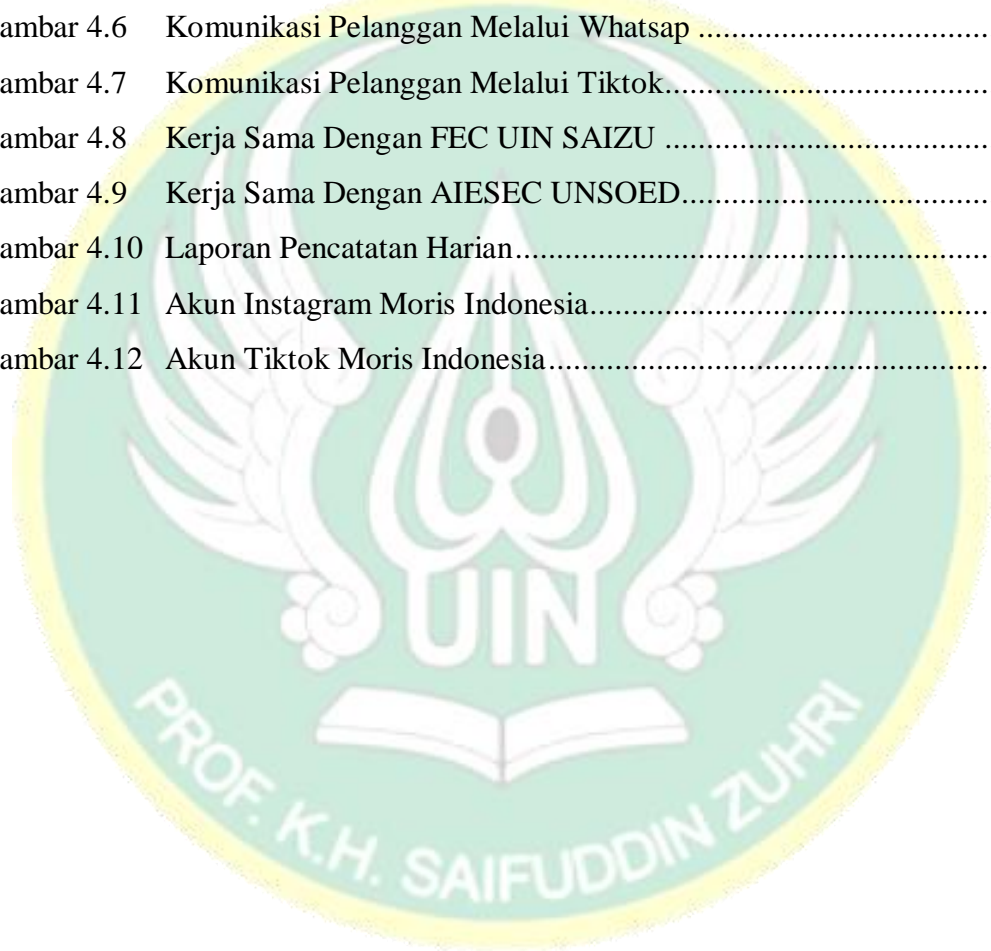 ambar 4.6 Komunikasi Pelanggan Melalui Whatsap ..................................
ambar 4.7 Komunikasi Pelanggan Melalui Tiktok......................................
ambar 4.8 Kerja Sama Dengan FEC UIN SAIZU ......................................
ambar 4.9 Kerja Sama Dengan AIESEC UNSOED....................................
ambar 4.10 Laporan Pencatatan Harian........................................................
ambar 4.11 Akun Instagram Moris Indonesia...............................................
ambar 4.12 Akun Tiktok Moris Indonesia....................................................
UIN
PROF. K.H. SAIFUDDIN ZUHRI